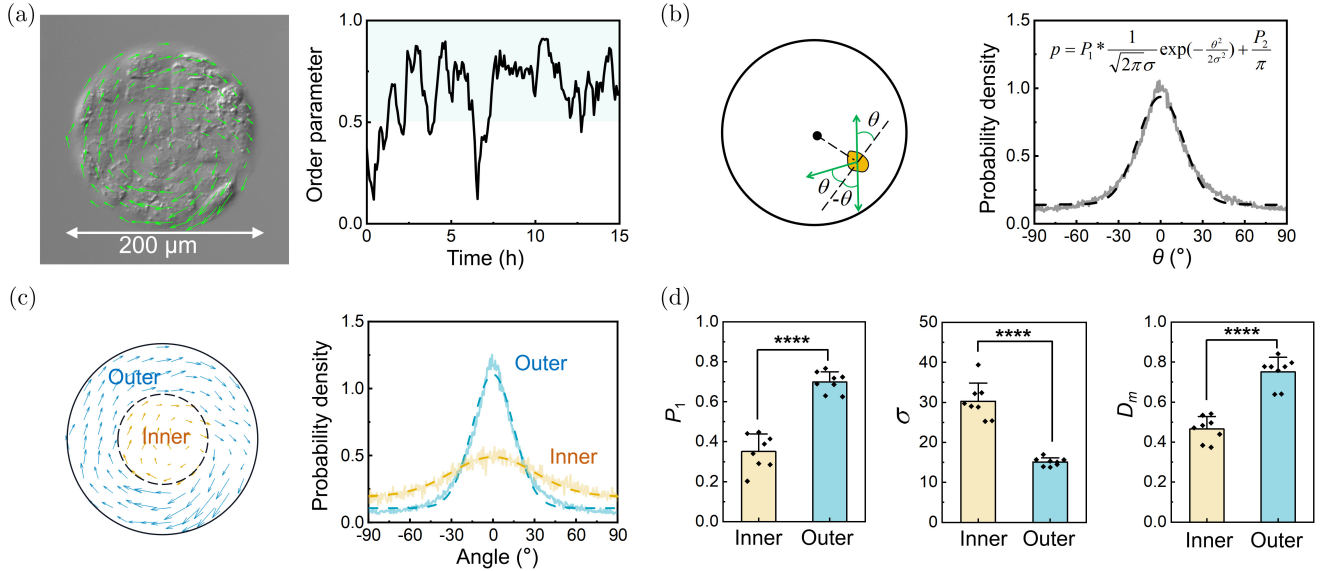 (a)
200 μm
Order parameter
1.0
0.5
0.0
0
5
10
15
Time (h)
(b)
θ
θ
-θ
Probability density
1.5
1.0
0.5
0.0
p = P₁ * 1/√2πσ exp(-θ²/2σ²) + P₂/π
-90
-60
-30
0
30
60
90
θ (°)
(c)
Outer
Inner
Probability density
1.5
1.0
0.5
0.0
Outer
Inner
-90
-60
-30
0
30
60
90
Angle (°)
(d)
P₁
1.0
0.8
0.6
0.4
0.2
0.0
****
Inner Outer
σ
50
40
30
20
10
0
****
Inner Outer
Dₘ
1.0
0.8
0.6
0.4
0.2
0.0
****
Inner Outer